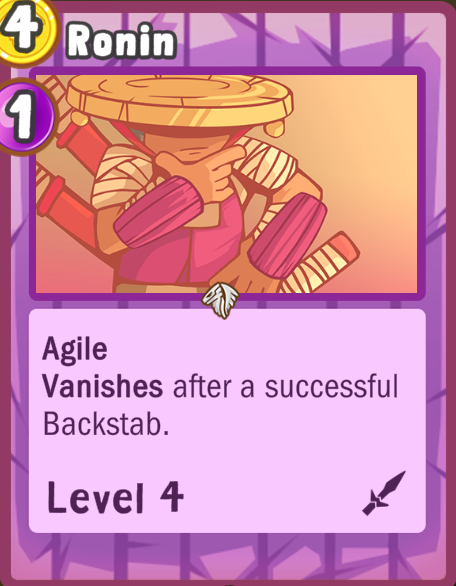 4
Ronin
1
Agile
Vanishes after a successful
Backstab.
Level 4